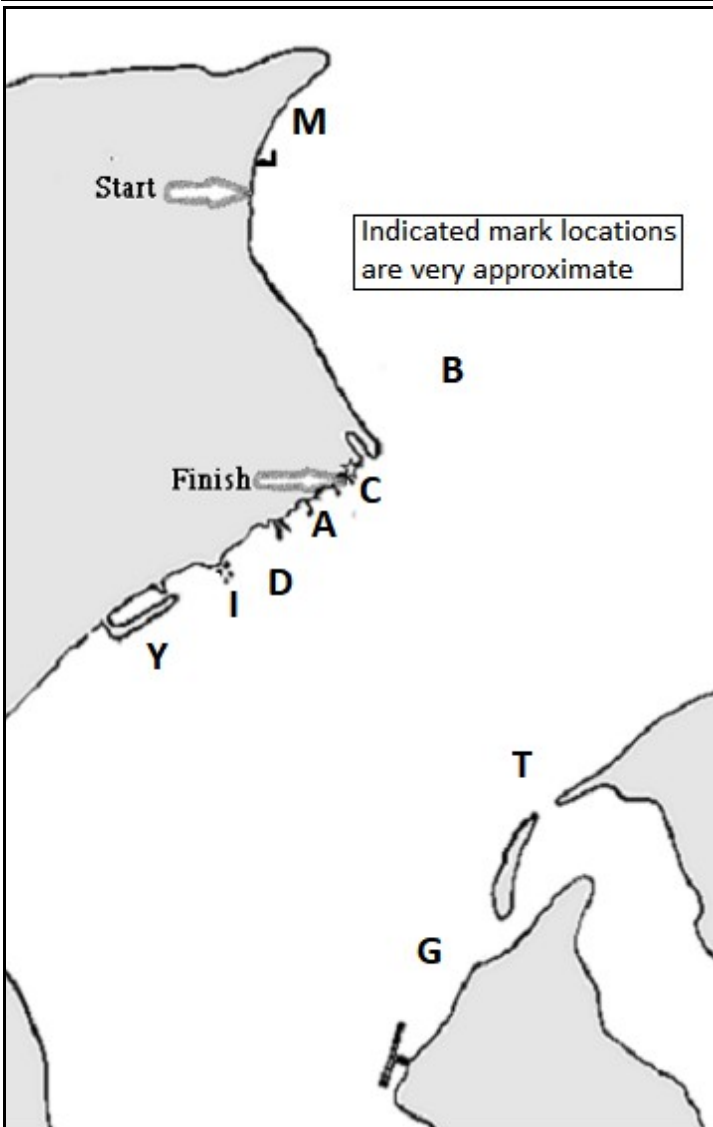 M
Start
Indicated mark locations
are very approximate
B
Finish
C
A
D
I
Y
T
G